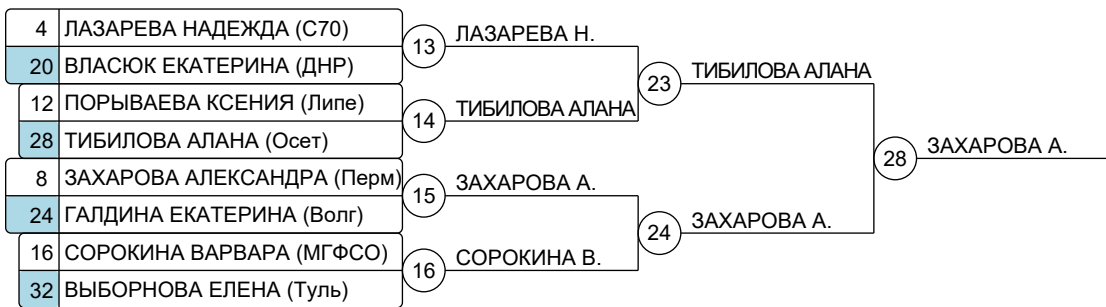 4 ЛАЗАРЕВА НАДЕЖДА (С70)
20 ВЛАСЮК ЕКАТЕРИНА (ДНР)
12 ПОРЫВАЕВА КСЕНИЯ (Липе)
28 ТИБИЛОВА АЛАНА (Осет)
8 ЗАХАРОВА АЛЕКСАНДРА (Перм)
24 ГАЛДИНА ЕКАТЕРИНА (Волг)
16 СОРОКИНА ВАРВАРА (МГФСО)
32 ВЫБОРНОВА ЕЛЕНА (Туль)
13 ЛАЗАРЕВА Н.
14 ТИБИЛОВА АЛАНА
15 ЗАХАРОВА А.
16 СОРОКИНА В.
23 ТИБИЛОВА АЛАНА
24 ЗАХАРОВА А.
28 ЗАХАРОВА А.